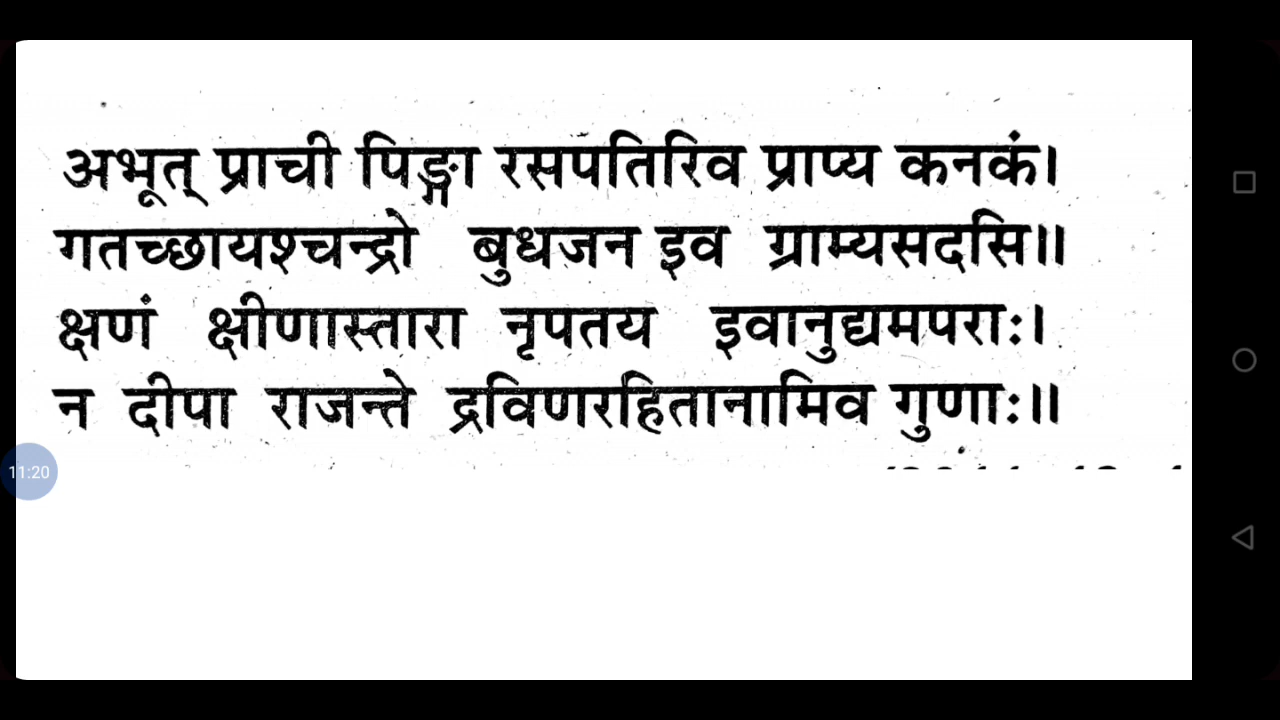 अभूत् प्राची पिङ्गा रसपतिरिव प्राप्य कनकं।
गतच्छायश्चन्द्रो बुधजन इव ग्राम्यसदसि॥
क्षणं क्षीणास्तारा नृपतय इवानुद्यमपराः।
न दीपा राजन्ते द्रविणरहितानामिव गुणाः॥
11:20